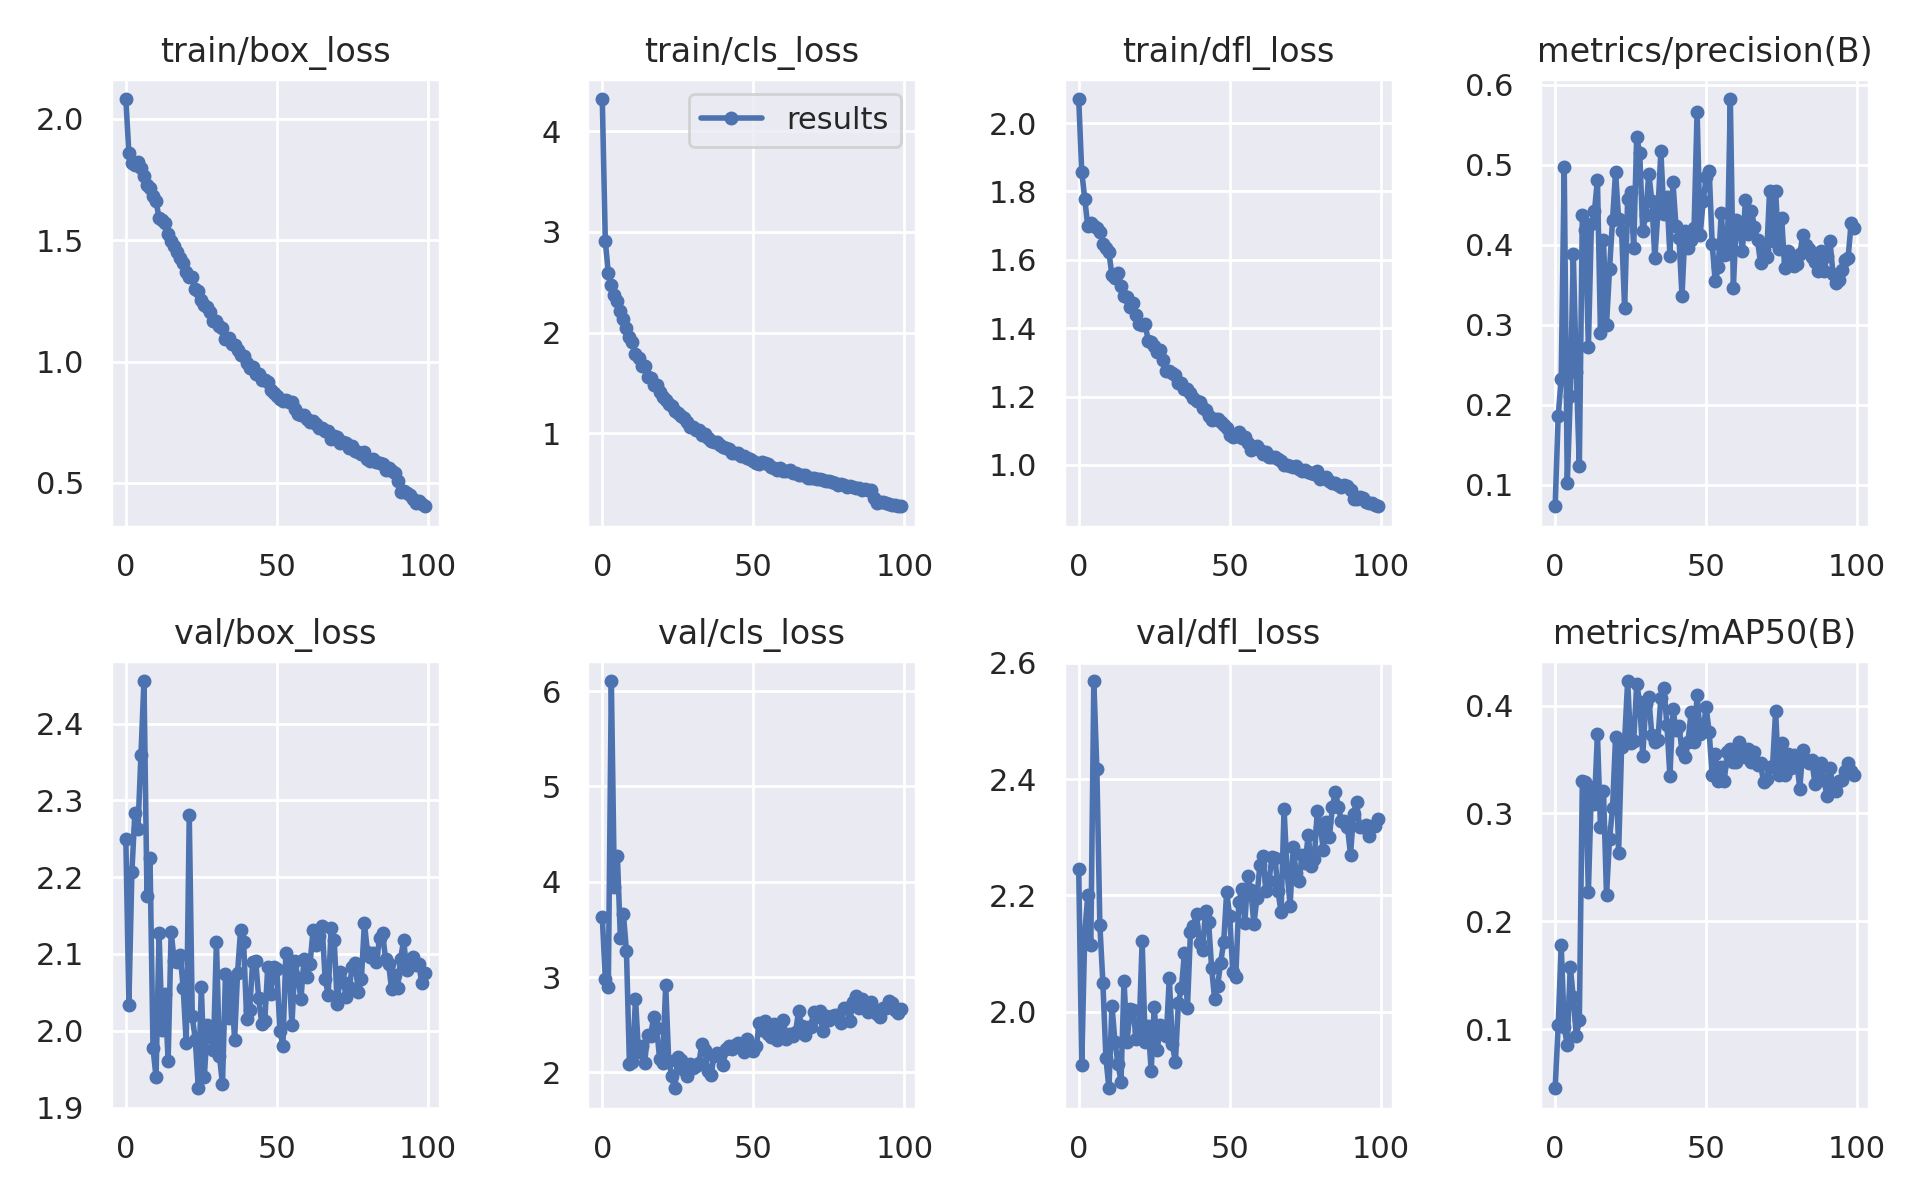 train/box_loss
2.0
1.5
1.0
0.5
0 50 100
train/cls_loss
results
4
3
2
1
0 50 100
train/dfl_loss
2.0
1.8
1.6
1.4
1.2
1.0
0 50 100
metrics/precision(B)
0.6
0.5
0.4
0.3
0.2
0.1
0 50 100
val/box_loss
2.4
2.3
2.2
2.1
2.0
1.9
0 50 100
val/cls_loss
6
5
4
3
2
0 50 100
val/dfl_loss
2.6
2.4
2.2
2.0
0 50 100
metrics/mAP50(B)
0.4
0.3
0.2
0.1
0 50 100